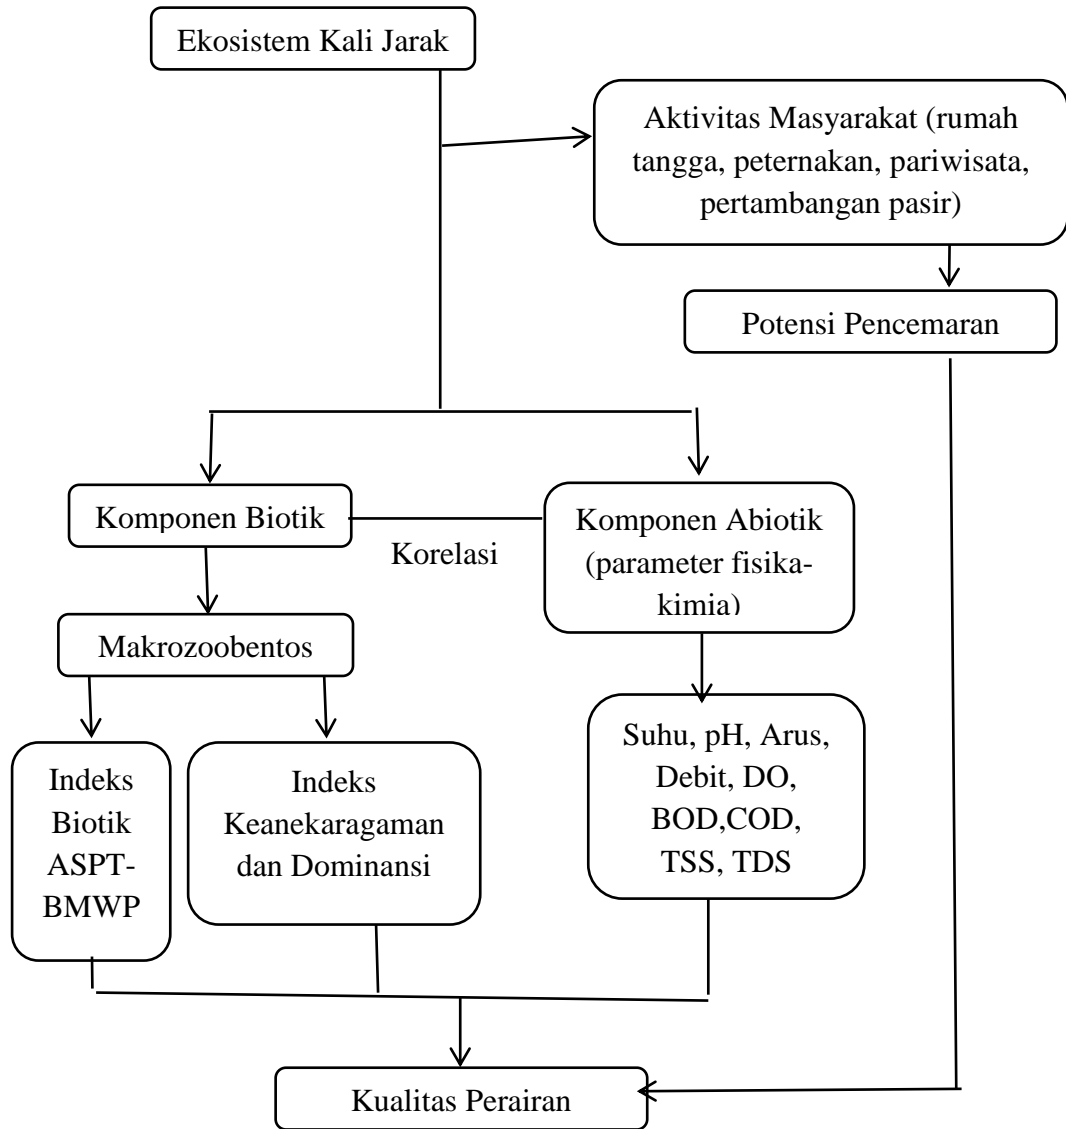 Ekosistem Kali Jarak
Aktivitas Masyarakat (rumah
tangga, peternakan, pariwisata,
pertambangan pasir)
Potensi Pencemaran
Komponen Biotik
Korelasi
Komponen Abiotik
(parameter fisika-
kimia)
Makrozoobentos
Indeks
Biotik
ASPT-
BMWP
Indeks
Keanekaragaman
dan Dominansi
Suhu, pH, Arus,
Debit, DO,
BOD,COD,
TSS, TDS
Kualitas Perairan